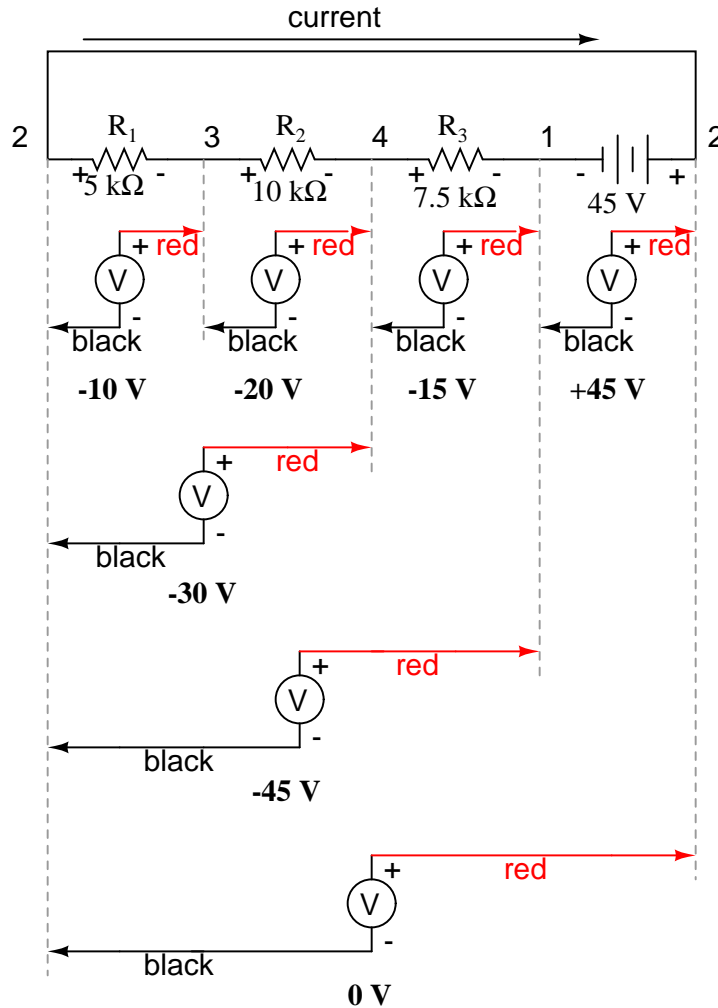 current
2 R1 3 R2 4 R3 1 2
+ - + - + - - +
5 kΩ 10 kΩ 7.5 kΩ 45 V
+ red + red + red + red
V V V V
- - - -
black black black black
-10 V -20 V -15 V +45 V
+ red
V
-
black
-30 V
+ red
V
-
black
-45 V
+ red
V
-
black
0 V